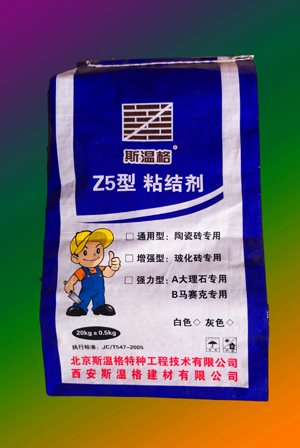 斯温格®
Z5型 粘结剂
□ 通用型：陶瓷砖专用
□ 增强型：玻化砖专用
□ 强力型：A大理石专用
B马赛克专用
白色◇ 灰色◇
20kg±0.5kg
执行标准：JC/T547-2005
北京斯温格特种工程技术有限公司
西安斯温格建材有限公司